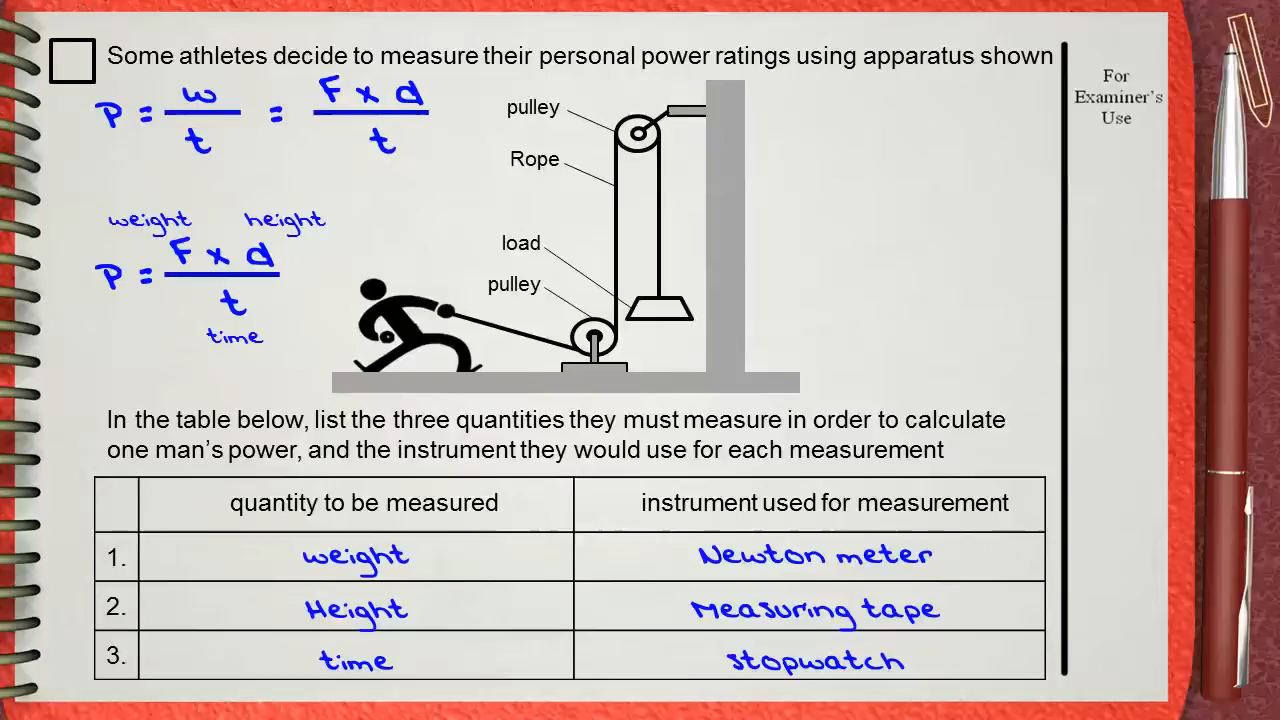 Some athletes decide to measure their personal power ratings using apparatus shown
For
Examiner's
Use
P = w / t = F x d / t
pulley
Rope
weight height
P = F x d / t
time
load
pulley
In the table below, list the three quantities they must measure in order to calculate
one man's power, and the instrument they would use for each measurement
quantity to be measured instrument used for measurement
1. weight Newton meter
2. Height Measuring tape
3. time stopwatch